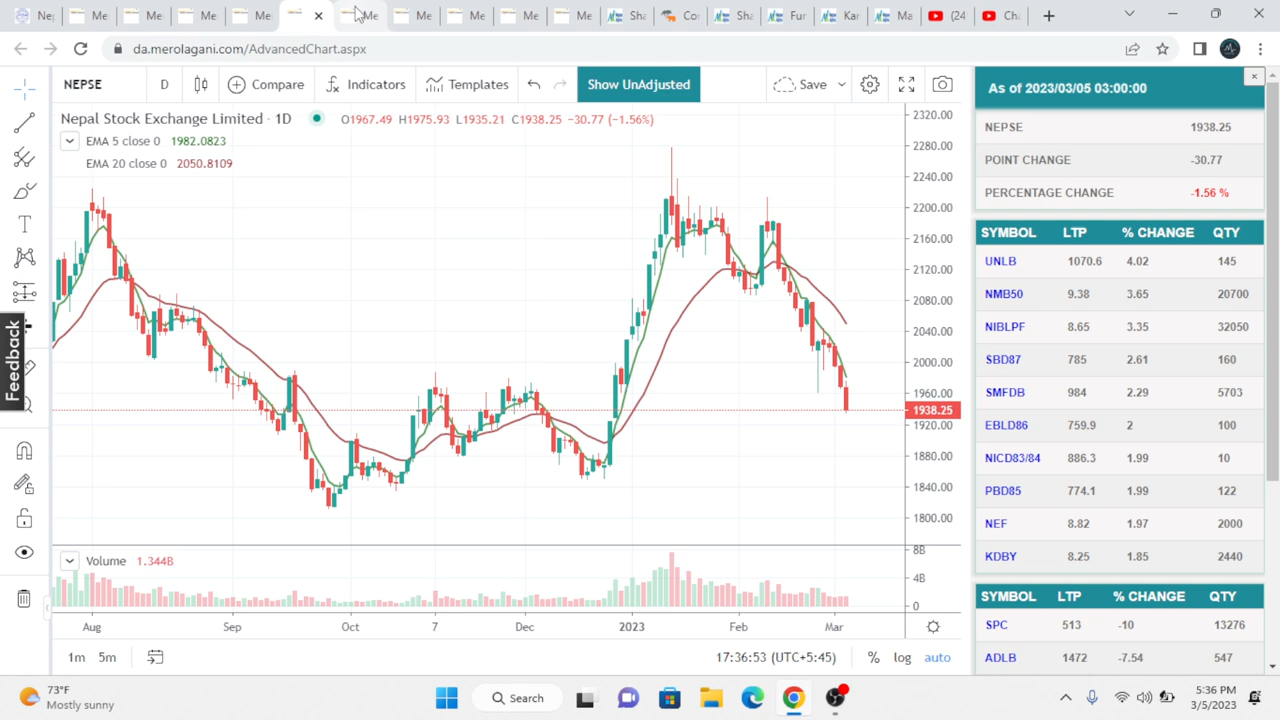 Ne
Me
Me
Me
Me
Me
Me
Me
Me
Me
Sha
Co
Sha
Fur
Kar
Ma
(24
Cha
da.merolagani.com/AdvancedChart.aspx
NEPSE D Compare Indicators Templates Show UnAdjusted Save
Nepal Stock Exchange Limited · 1D O1967.49 H1975.93 L1935.21 C1938.25 −30.77 (−1.56%)
EMA 5 close 0 1982.0823
EMA 20 close 0 2050.8109
2320.00
2280.00
2240.00
2200.00
2160.00
2120.00
2080.00
2040.00
2000.00
1960.00
1938.25
1920.00
1880.00
1840.00
1800.00
Feedback
Volume 1.344B
8B
4B
0
Aug Sep Oct 7 Dec 2023 Feb Mar
1m 5m 17:36:53 (UTC+5:45) % log auto
As of 2023/03/05 03:00:00
NEPSE 1938.25
POINT CHANGE -30.77
PERCENTAGE CHANGE -1.56 %
SYMBOL LTP % CHANGE QTY
UNLB 1070.6 4.02 145
NMB50 9.38 3.65 20700
NIBLPF 8.65 3.35 32050
SBD87 785 2.61 160
SMFDB 984 2.29 5703
EBLD86 759.9 2 100
NICD83/84 886.3 1.99 10
PBD85 774.1 1.99 122
NEF 8.82 1.97 2000
KDBY 8.25 1.85 2440
SYMBOL LTP % CHANGE QTY
SPC 513 -10 13276
ADLB 1472 -7.54 547
73°F
Mostly sunny
Search
5:36 PM
3/5/2023